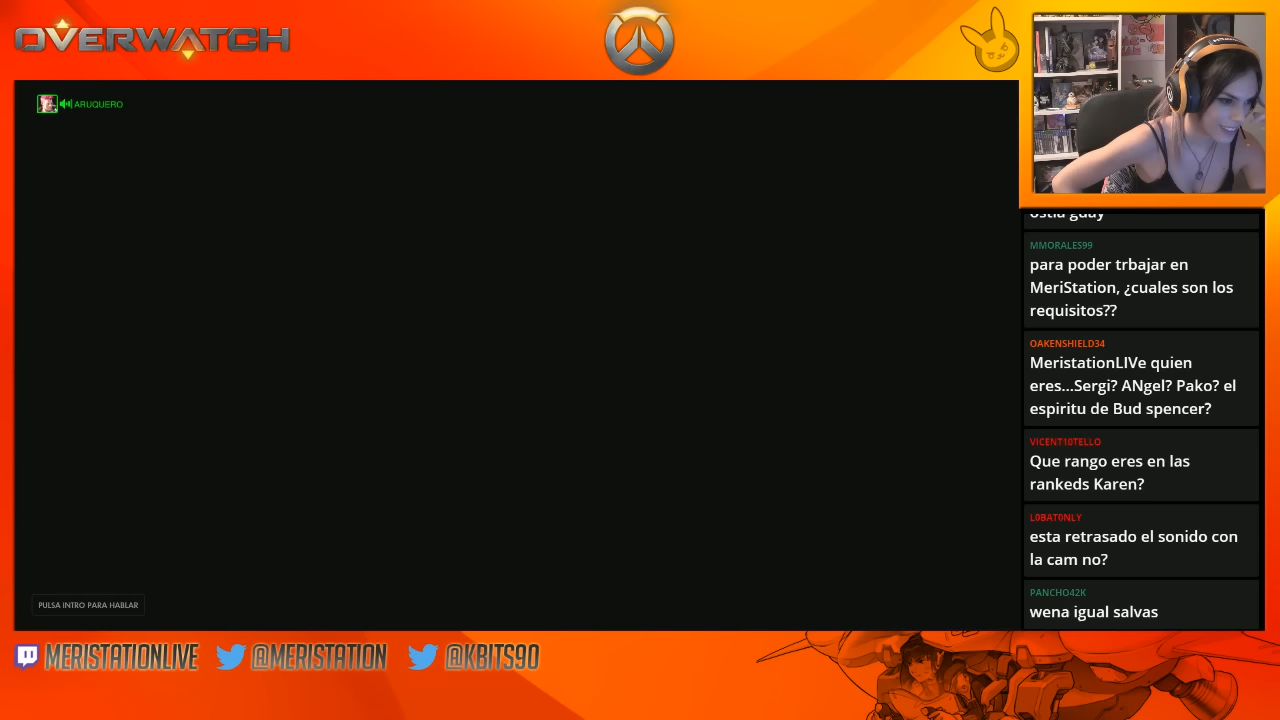 OVERWATCH
ARUQUERO
ostia guay
MMORALES99
para poder trbajar en
MeriStation, ¿cuales son los
requisitos??
OAKENSHIELD34
MeristationLIVe quien
eres...Sergi? ANgel? Pako? el
espiritu de Bud spencer?
VICENT10TELLO
Que rango eres en las
rankeds Karen?
L0BAT0NLY
esta retrasado el sonido con
la cam no?
PANCHO42K
wena igual salvas
PULSA INTRO PARA HABLAR
MERISTATIONLIVE @MERISTATION @KBITS90